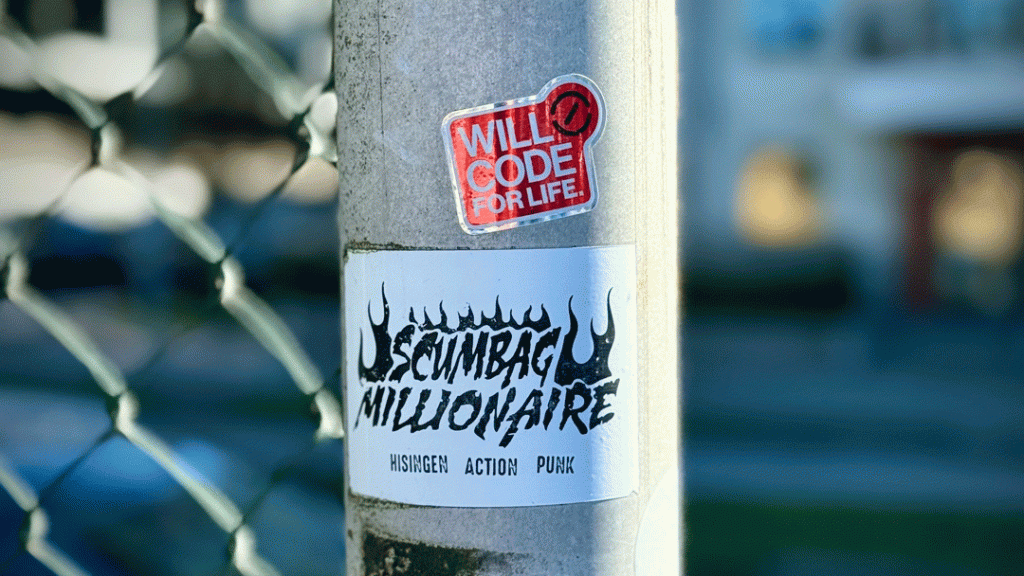 WILL
CODE
FOR LIFE.
SCUMBAG
MILLIONAIRE
HISINGEN ACTION PUNK